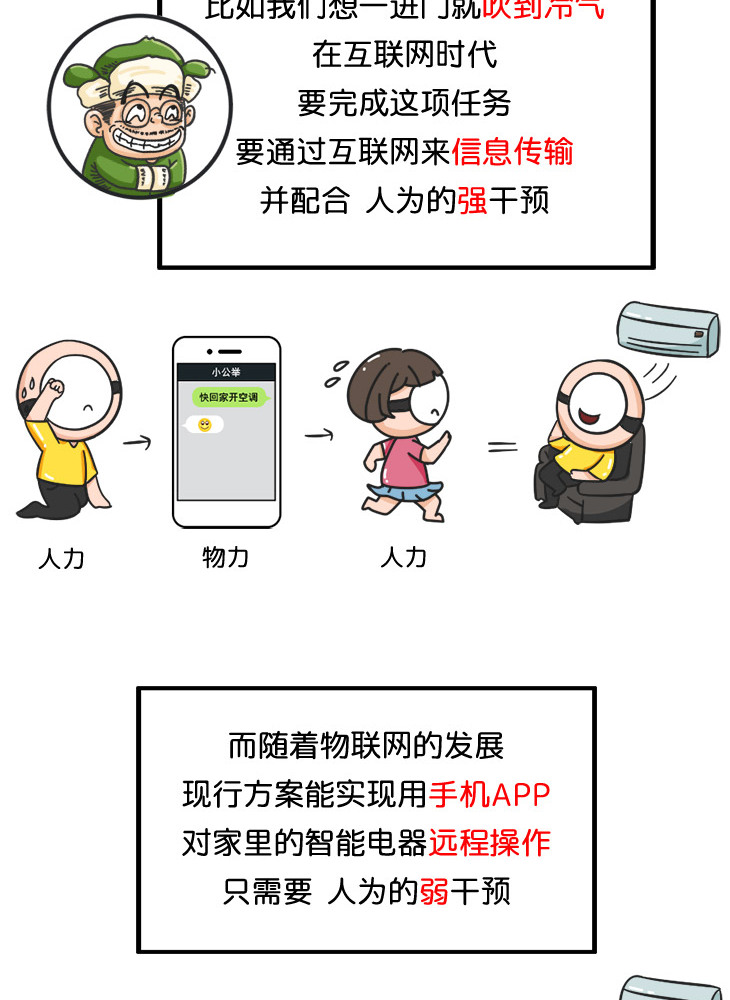 比如我们想一进门就吹到冷气
在互联网时代
要完成这项任务
要通过互联网来信息传输
并配合 人为的强干预
小公举
快回家开空调
人力
物力
人力
而随着物联网的发展
现行方案能实现用手机APP
对家里的智能电器远程操作
只需要 人为的弱干预